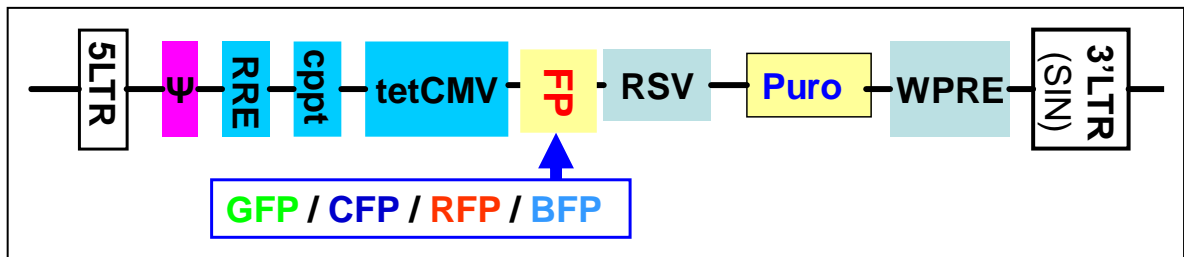 5LTR Ψ RRE cppt tetCMV FP RSV Puro WPRE 3'LTR
(SIN)
GFP / CFP / RFP / BFP